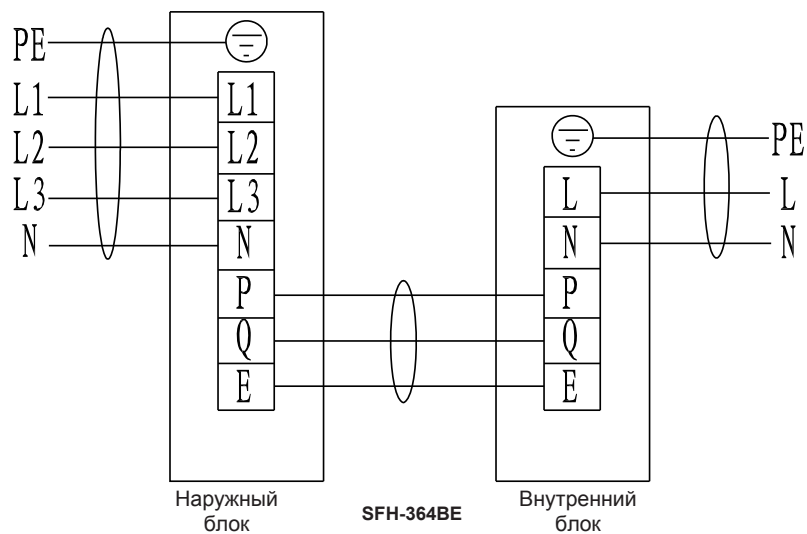 PE
L1 L1
L2 L2
L3 L3
N N
P
Q
E
PE
L L
N N
P
Q
E
Наружный
блок
SFH-364BE
Внутренний
блок